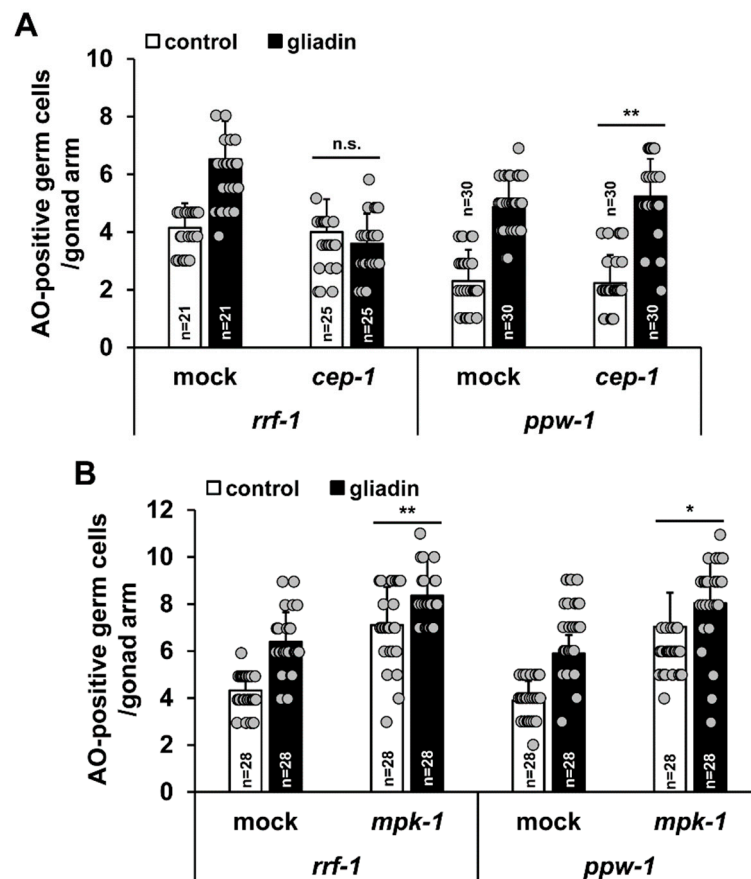 A
control gliadin
AO-positive germ cells
/gonad arm
10
8
6
4
2
0
n.s.
**
n=21
n=21
n=25
n=25
n=30
n=30
n=30
n=30
mock cep-1 mock cep-1
rrf-1 ppw-1
B
control gliadin
AO-positive germ cells
/gonad arm
12
10
8
6
4
2
0
**
*
n=28
n=28
n=28
n=28
n=28
n=28
n=28
n=28
mock mpk-1 mock mpk-1
rrf-1 ppw-1